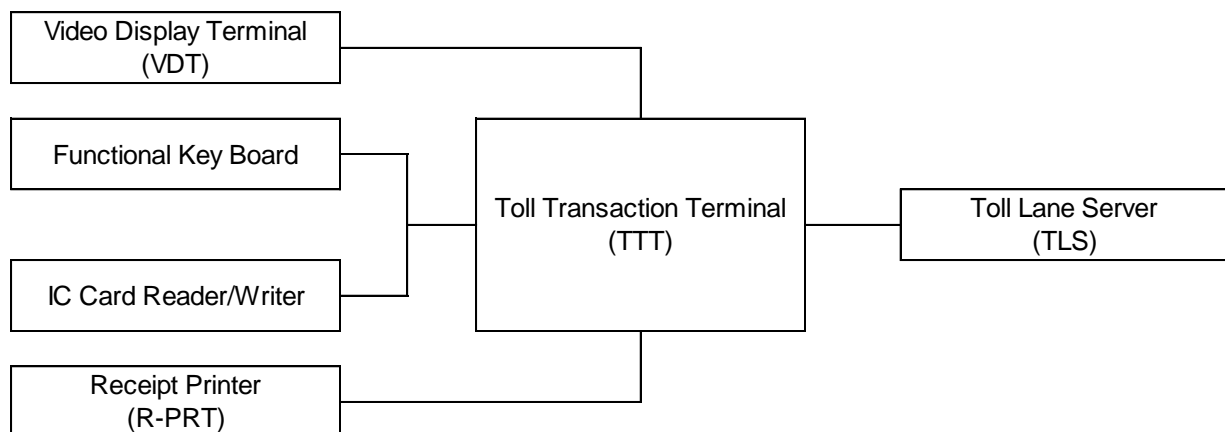 Video Display Terminal
(VDT)
Functional Key Board
IC Card Reader/Writer
Receipt Printer
(R-PRT)
Toll Transaction Terminal
(TTT)
Toll Lane Server
(TLS)